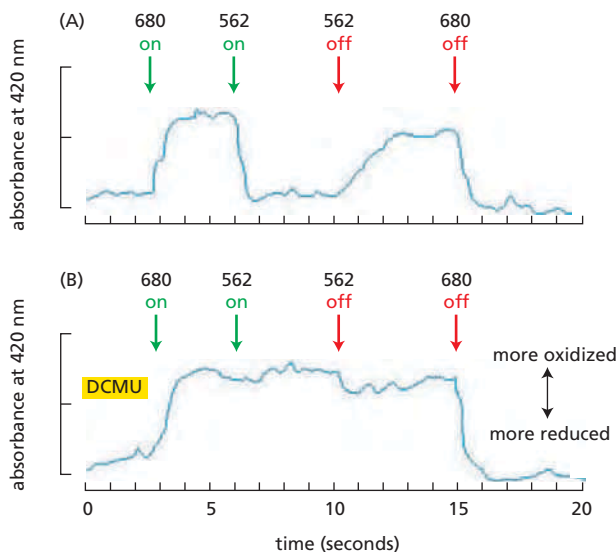 (A)
680 562 562 680
on on off off
absorbance at 420 nm
(B)
680 562 562 680
on on off off
absorbance at 420 nm
DCMU
more oxidized
more reduced
0 5 10 15 20
time (seconds)